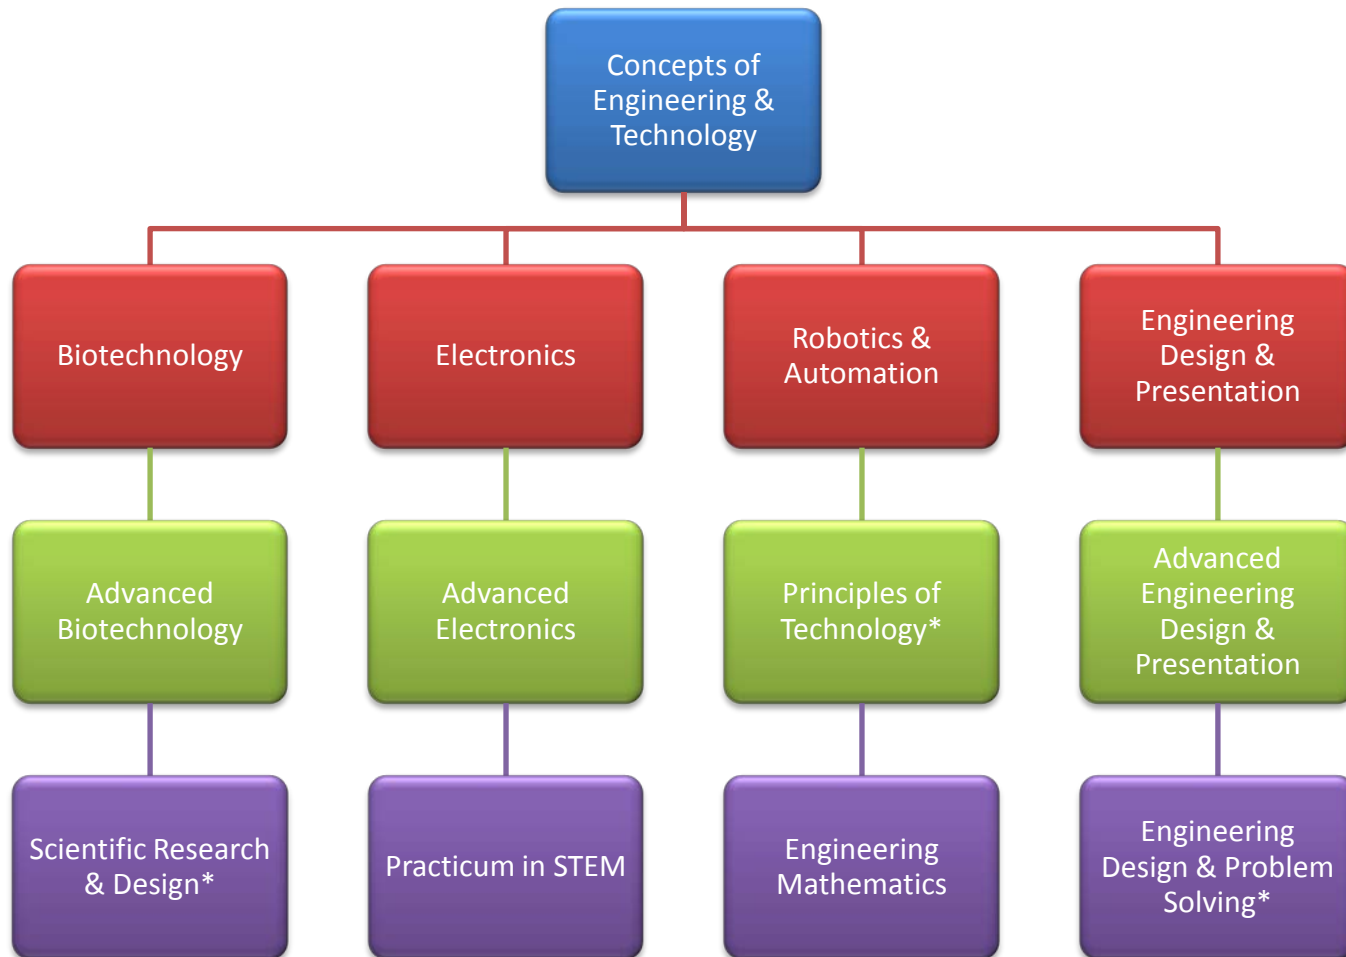 Concepts of
Engineering &
Technology
Biotechnology
Electronics
Robotics &
Automation
Engineering
Design &
Presentation
Advanced
Biotechnology
Advanced
Electronics
Principles of
Technology*
Advanced
Engineering
Design &
Presentation
Scientific Research
& Design*
Practicum in STEM
Engineering
Mathematics
Engineering
Design & Problem
Solving*